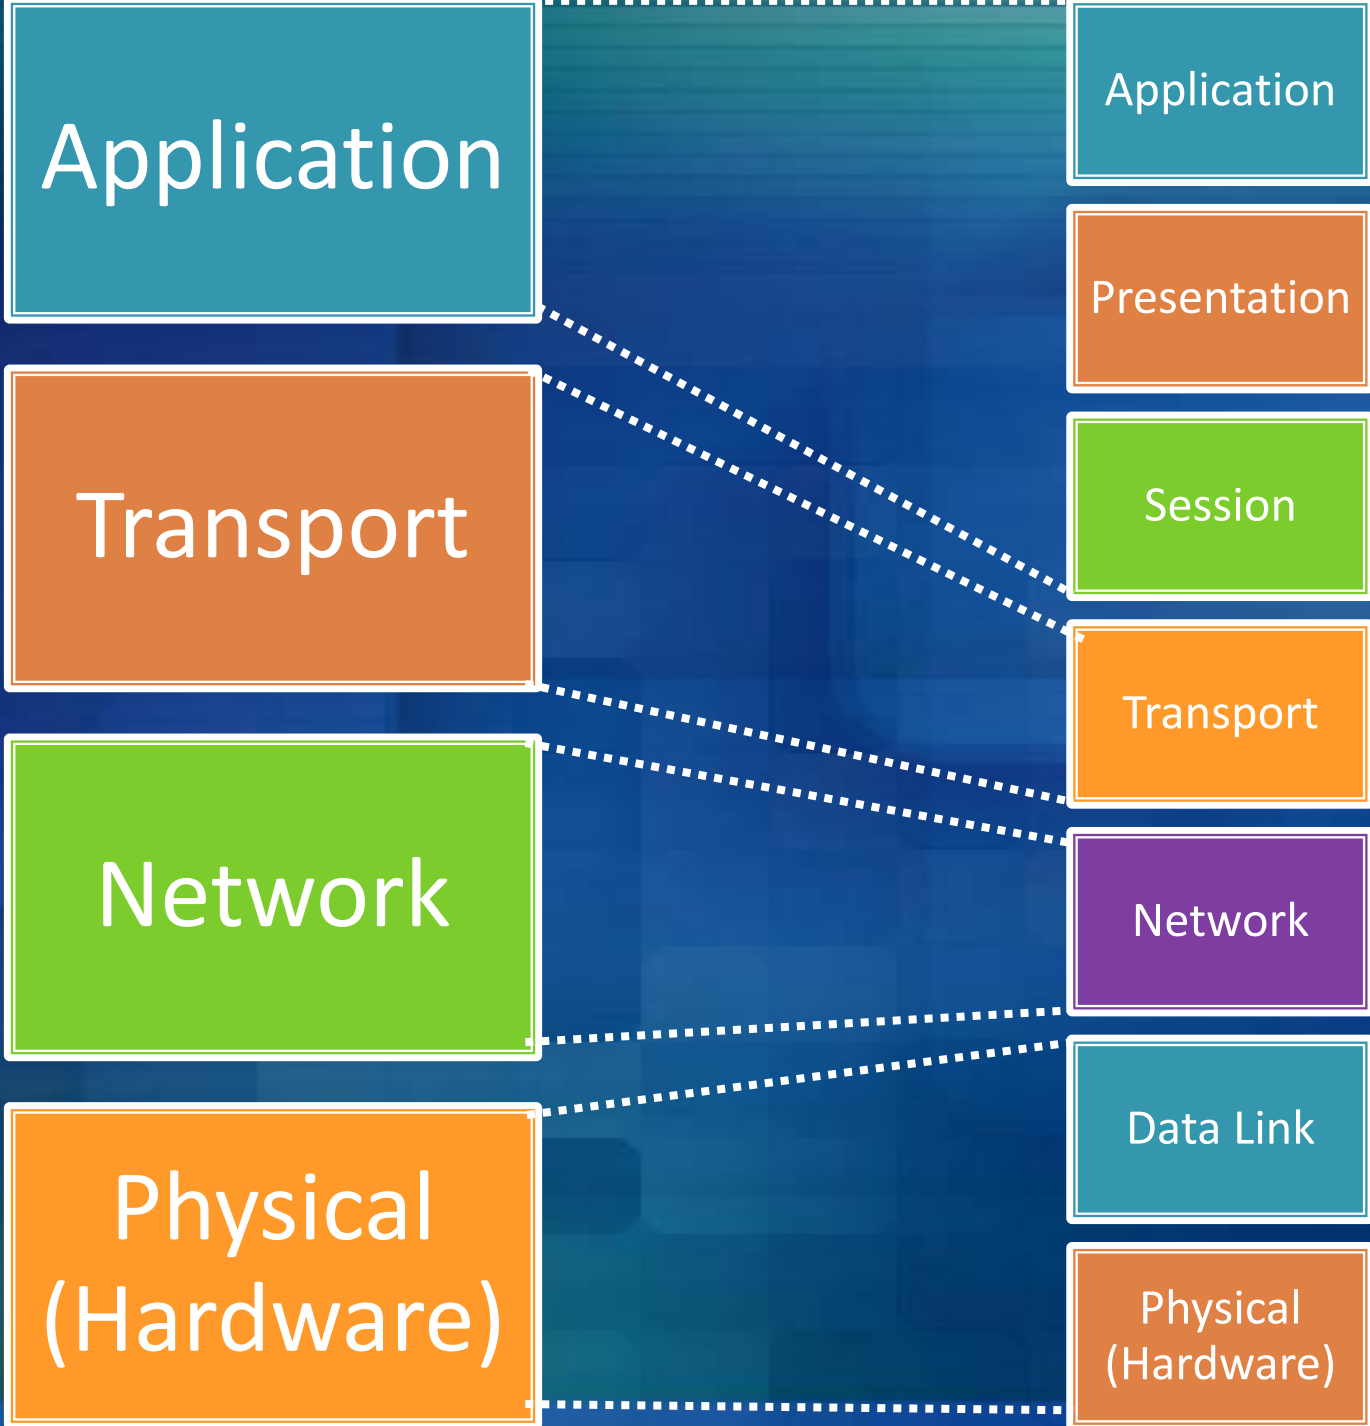 Application
Transport
Network
Physical
(Hardware)
Application
Presentation
Session
Transport
Network
Data Link
Physical
(Hardware)